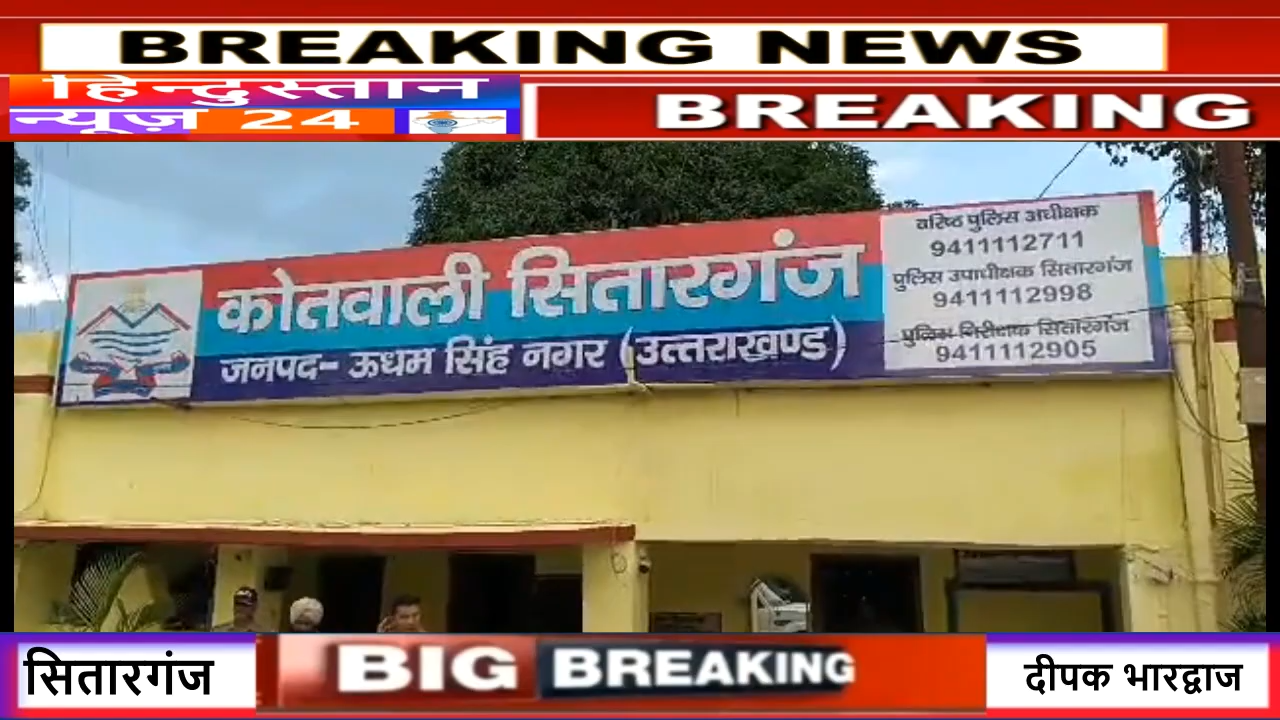 BREAKING NEWS
हिन्दुस्तान
न्यूज़ 24
BREAKING
कोतवाली सितारगंज
जनपद- ऊधम सिंह नगर (उत्तराखण्ड)
वरिष्ठ पुलिस अधीक्षक
9411112711
पुलिस उपाधीक्षक सितारगंज
9411112998
पुलिस निरीक्षक सितारगंज
9411112905
सितारगंज
BIG BREAKING
दीपक भारद्वाज